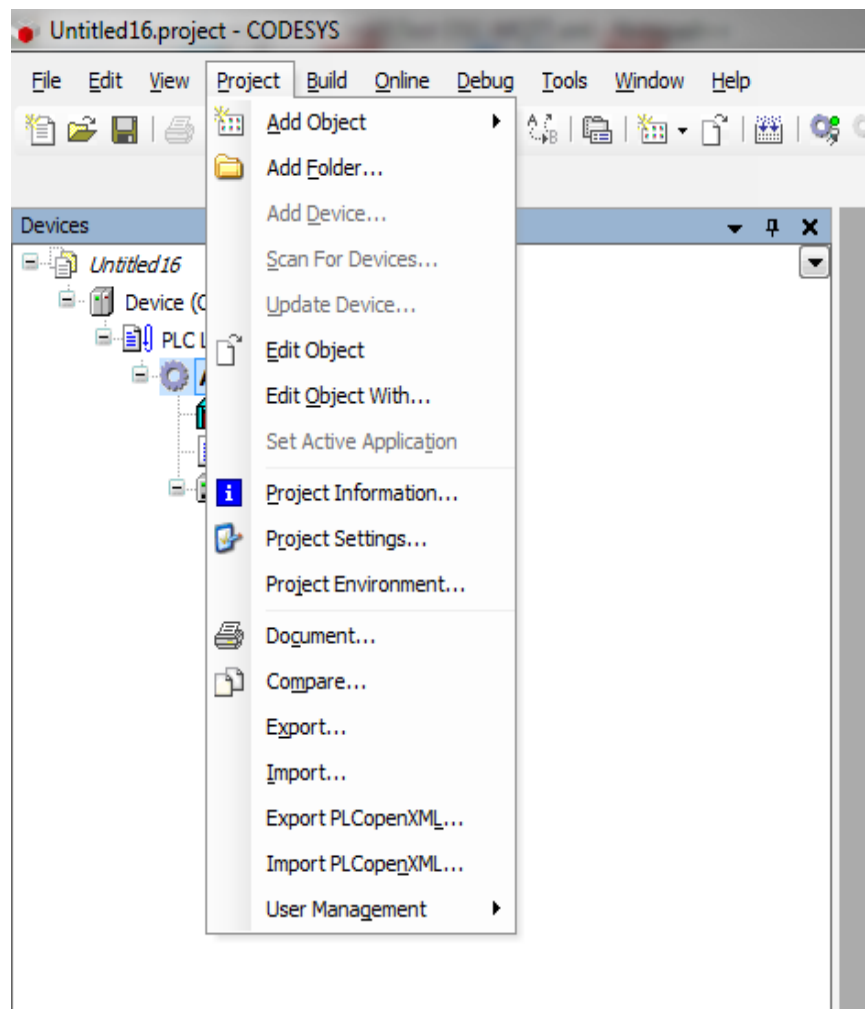 Untitled16.project - CODESYS
File Edit View Project Build Online Debug Tools Window Help
Devices
Untitled16
Device (C
PLC L
Add Object
Add Folder...
Add Device...
Scan For Devices...
Update Device...
Edit Object
Edit Object With...
Set Active Application
Project Information...
Project Settings...
Project Environment...
Document...
Compare...
Export...
Import...
Export PLCopenXML...
Import PLCopenXML...
User Management